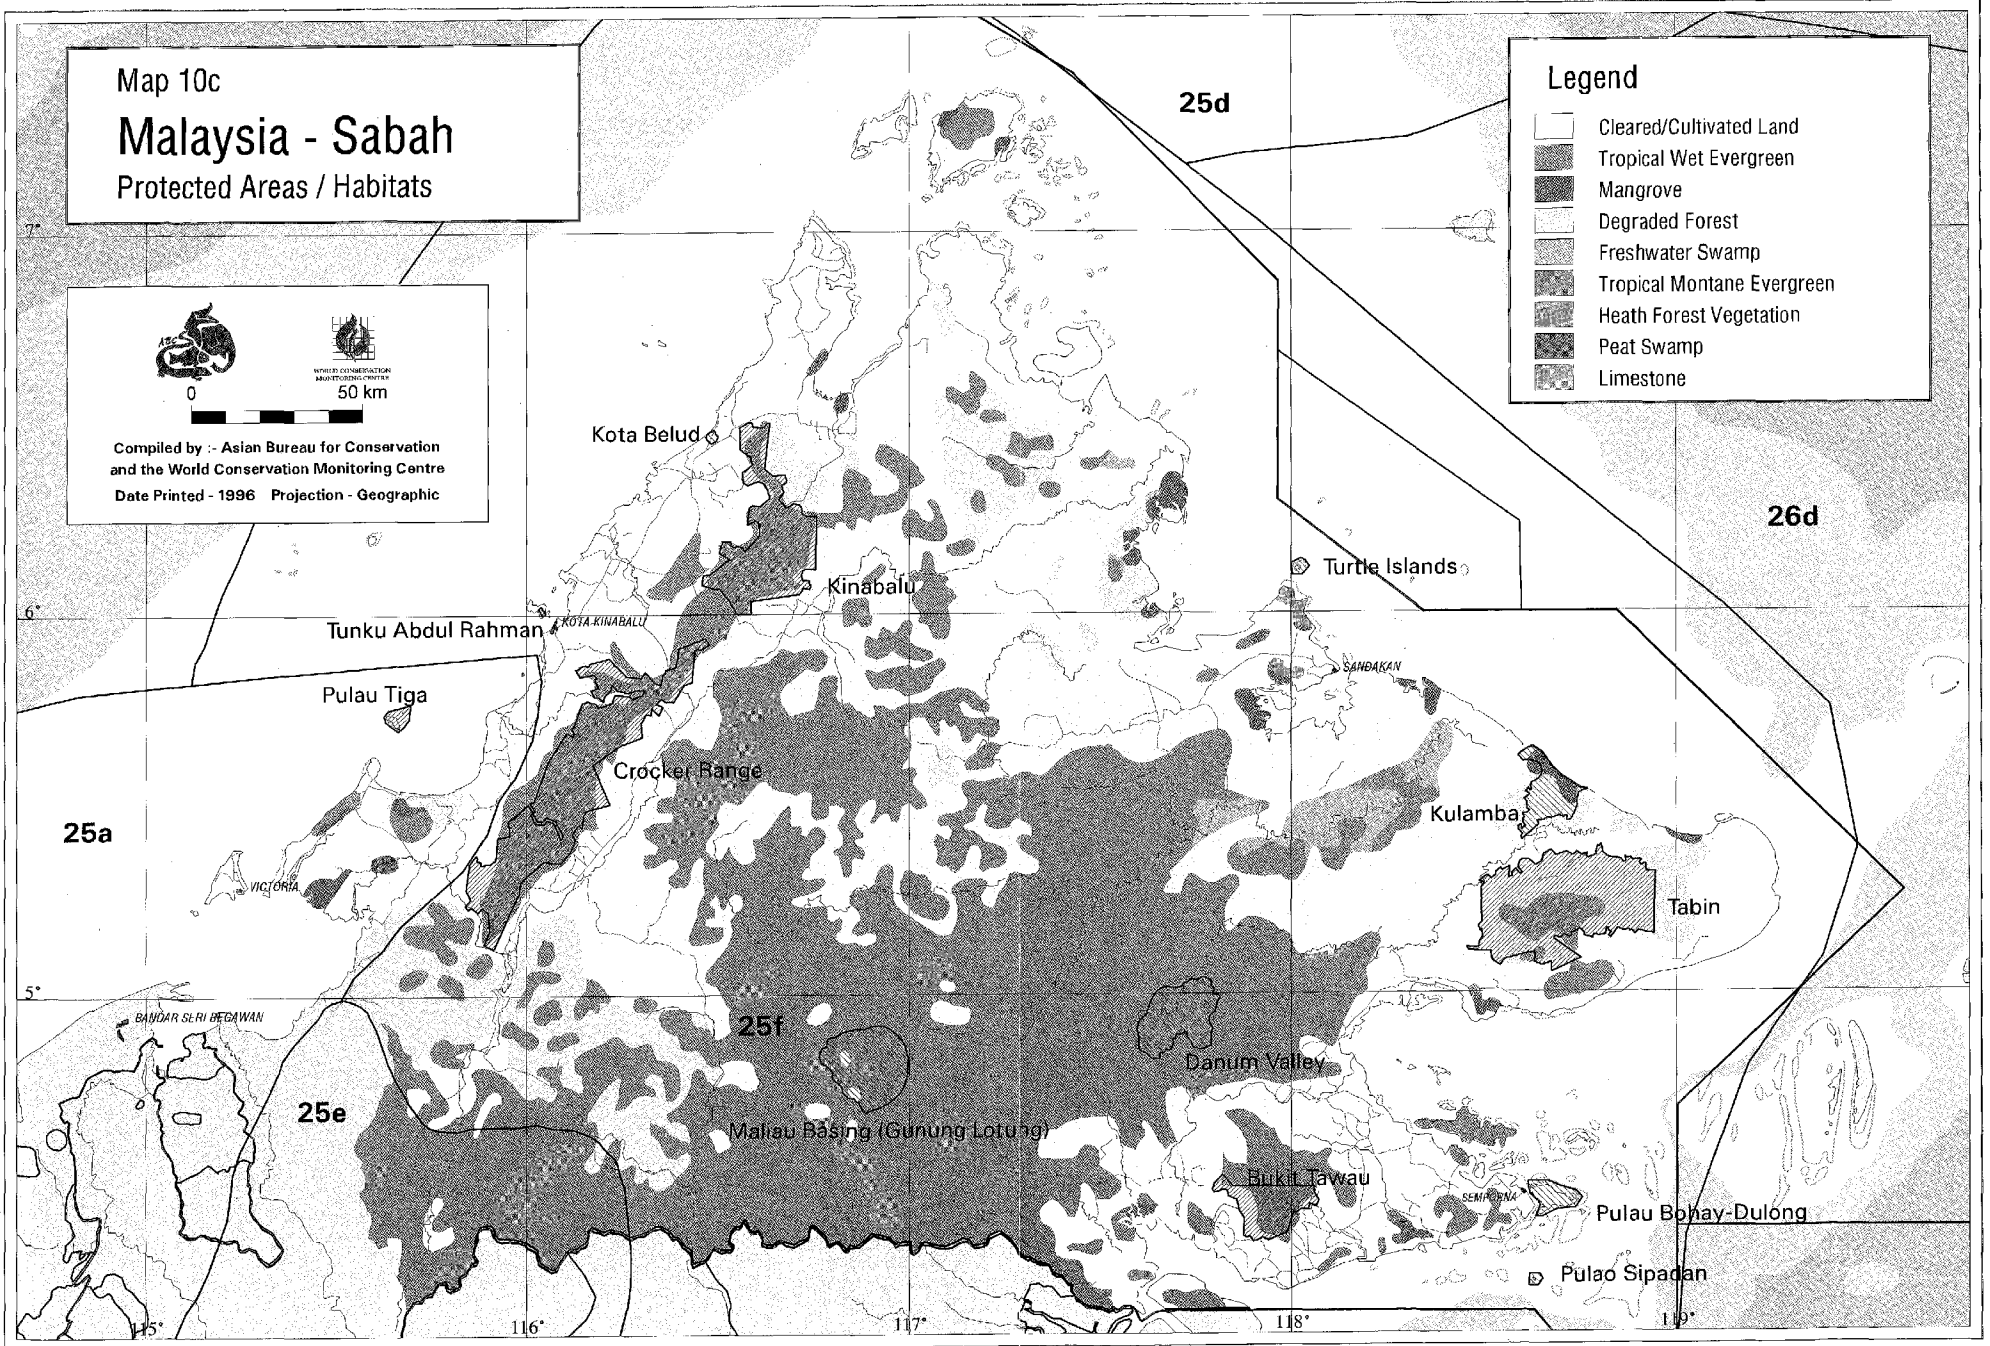 Map 10c
Malaysia - Sabah
Protected Areas / Habitats
25d
Legend
Cleared/Cultivated Land
Tropical Wet Evergreen
Mangrove
Degraded Forest
Freshwater Swamp
Tropical Montane Evergreen
Heath Forest Vegetation
Peat Swamp
Limestone
7°
ABC
WORLD CONSERVATION
MONITORING CENTRE
0 50 km
Compiled by :- Asian Bureau for Conservation
and the World Conservation Monitoring Centre
Date Printed - 1996 Projection - Geographic
Kota Belud
26d
Turtle Islands
Kinabalu
6°
Tunku Abdul Rahman
KOTA KINABALU
SANDAKAN
Pulau Tiga
Crocker Range
Kulamba
25a
VICTORIA
Tabin
5°
BANDAR SERI BEGAWAN
25f
Danum Valley
25e
Maliau Basing (Gunung Lotung)
Bukit Tawau
SEMPORNA
Pulau Bohay-Dulong
Pulao Sipadan
115°
116°
117°
118°
119°